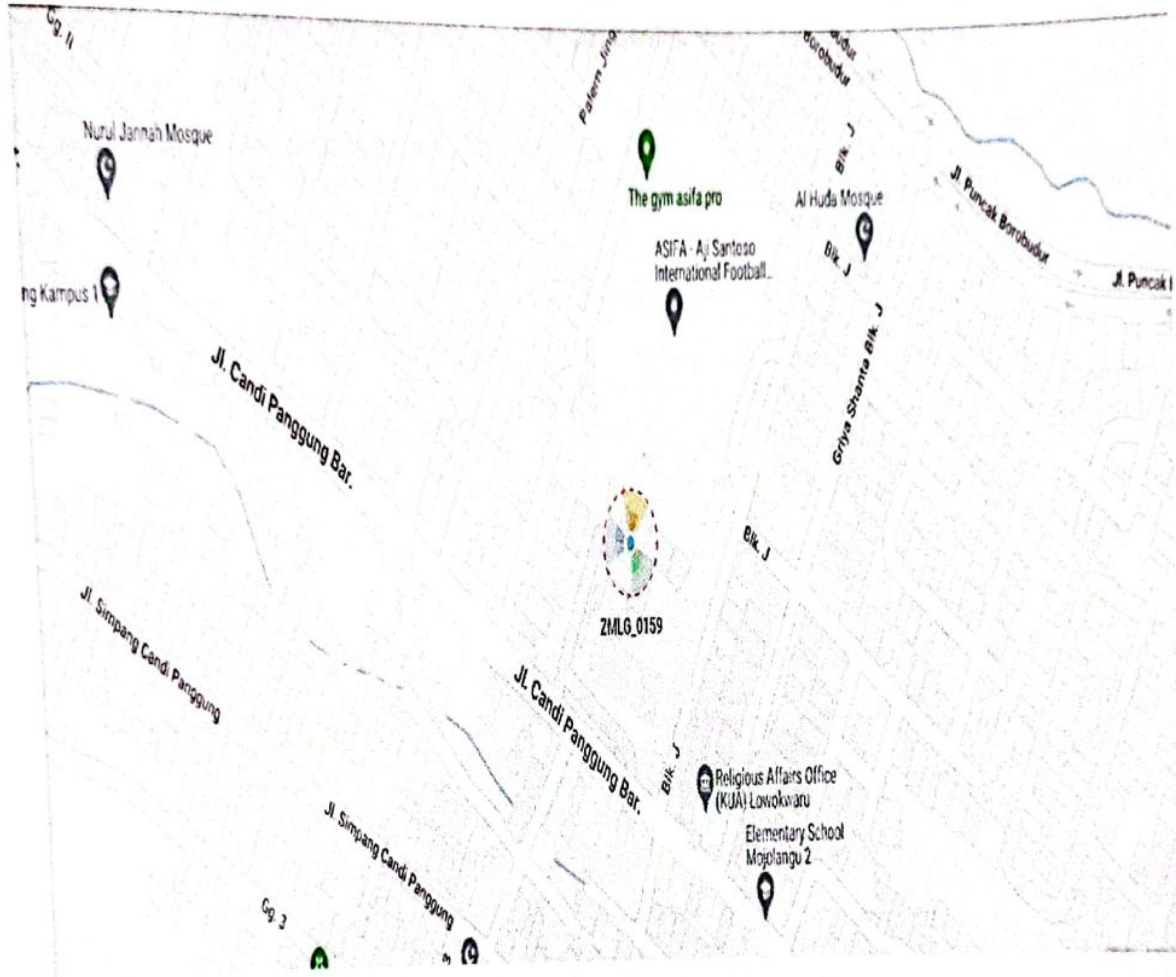 Gg. II
Palem Jing
Borobudur
Nurul Jannah Mosque
Blk. J
The gym asifa pro
Al Huda Mosque
Jl. Puncak Borobudur
ASIFA - Aji Santoso
International Football...
Blk. J
Jl. Puncak
ng Kampus 1
Jl. Candi Panggung Bar.
Griya Shanta Blk. J
Blk. J
ZMLG_0159
Jl. Simpang Candi Panggung
Jl. Candi Panggung Bar.
Blk. J
Religious Affairs Office
(KUA) Lowokwaru
Elementary School
Mojolangu 2
Jl. Simpang Candi Panggung
Gg. 3